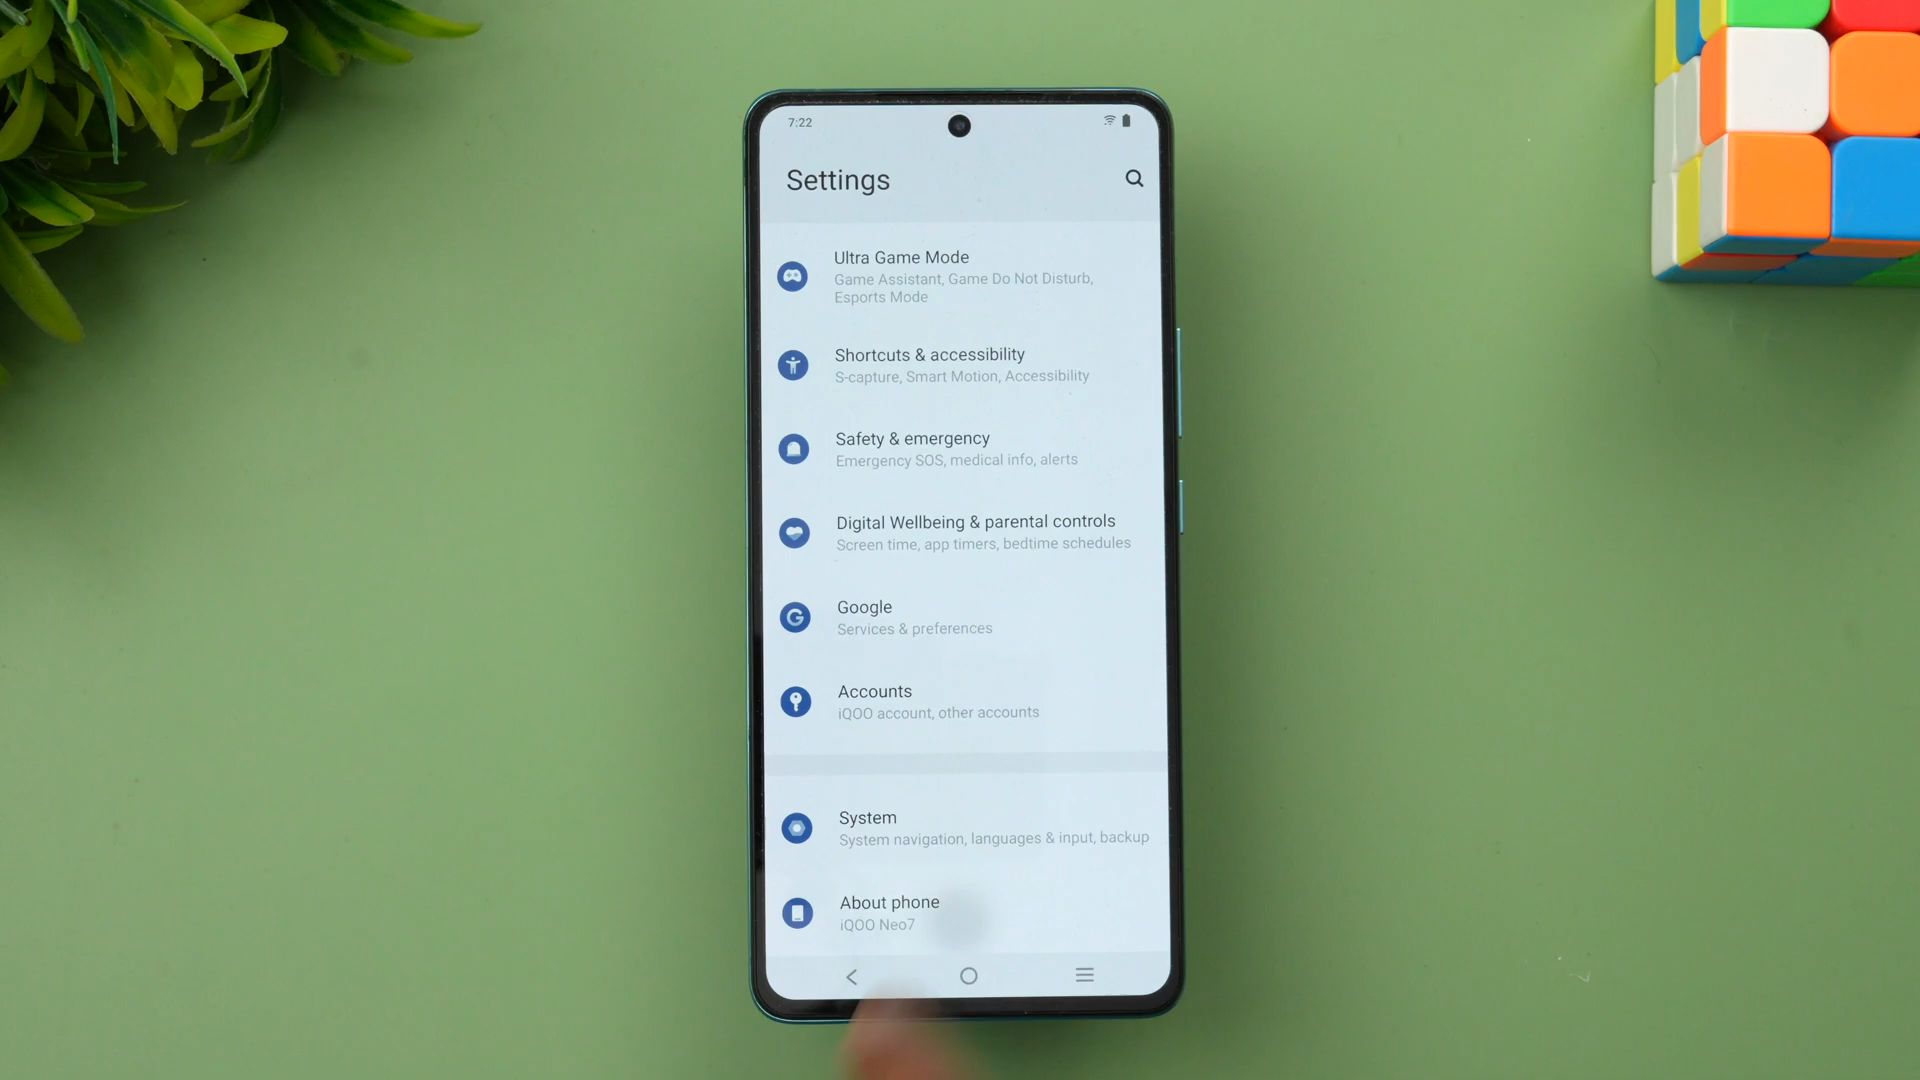 7:22
Settings
Ultra Game Mode
Game Assistant, Game Do Not Disturb,
Esports Mode
Shortcuts & accessibility
S-capture, Smart Motion, Accessibility
Safety & emergency
Emergency SOS, medical info, alerts
Digital Wellbeing & parental controls
Screen time, app timers, bedtime schedules
Google
Services & preferences
Accounts
iQOO account, other accounts
System
System navigation, languages & input, backup
About phone
iQOO Neo7